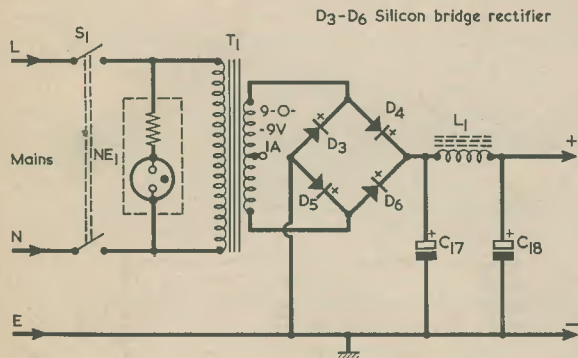 D3-D6 Silicon bridge rectifier
L
S1
T1
9-0-
-9V
1A
D4
D3
L1
+
Mains
NE1
D5
D6
+
C17
+
C18
N
E
-